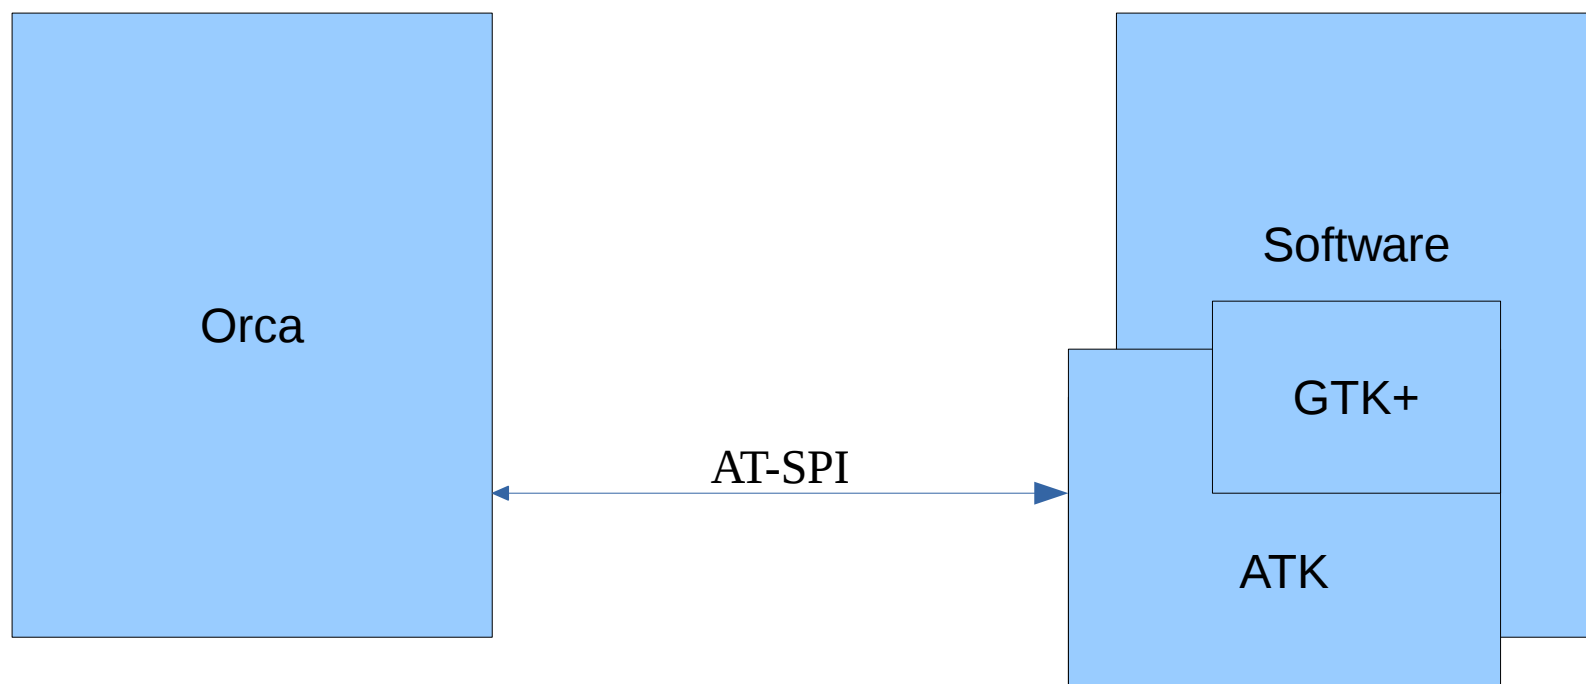 Orca
AT-SPI
Software
GTK+
ATK